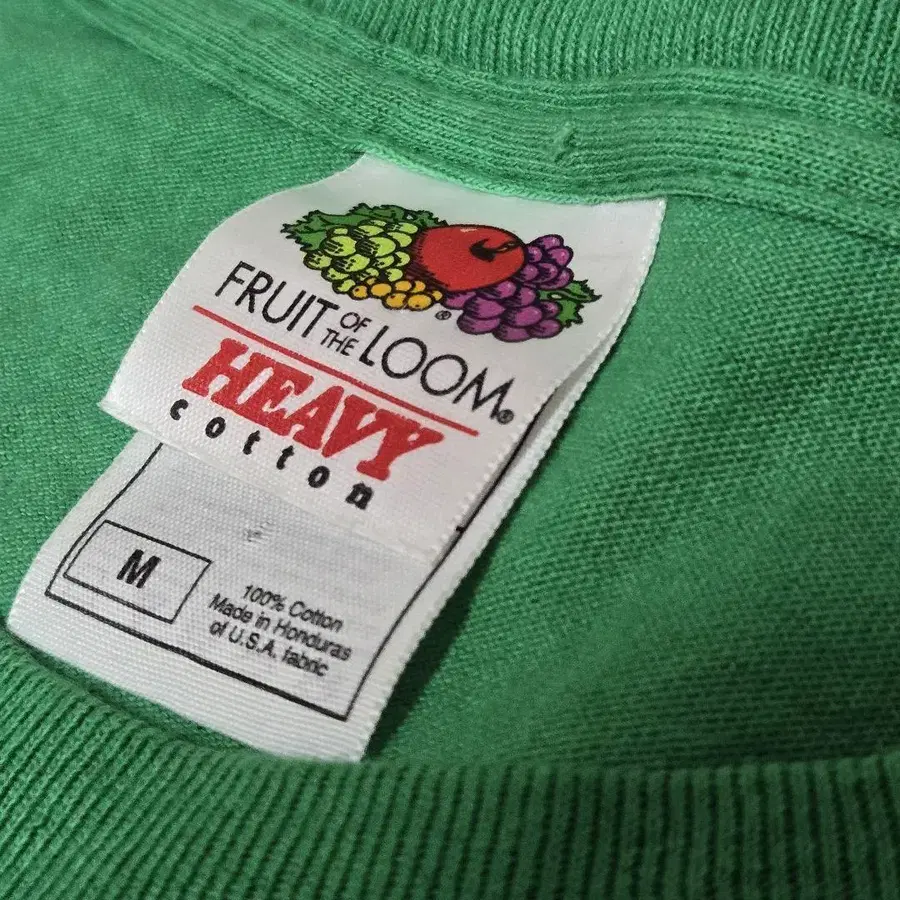 ®
FRUIT OF THE LOOM®
HEAVY
cotton
M
100% Cotton
Made in Honduras
of U.S.A. fabric